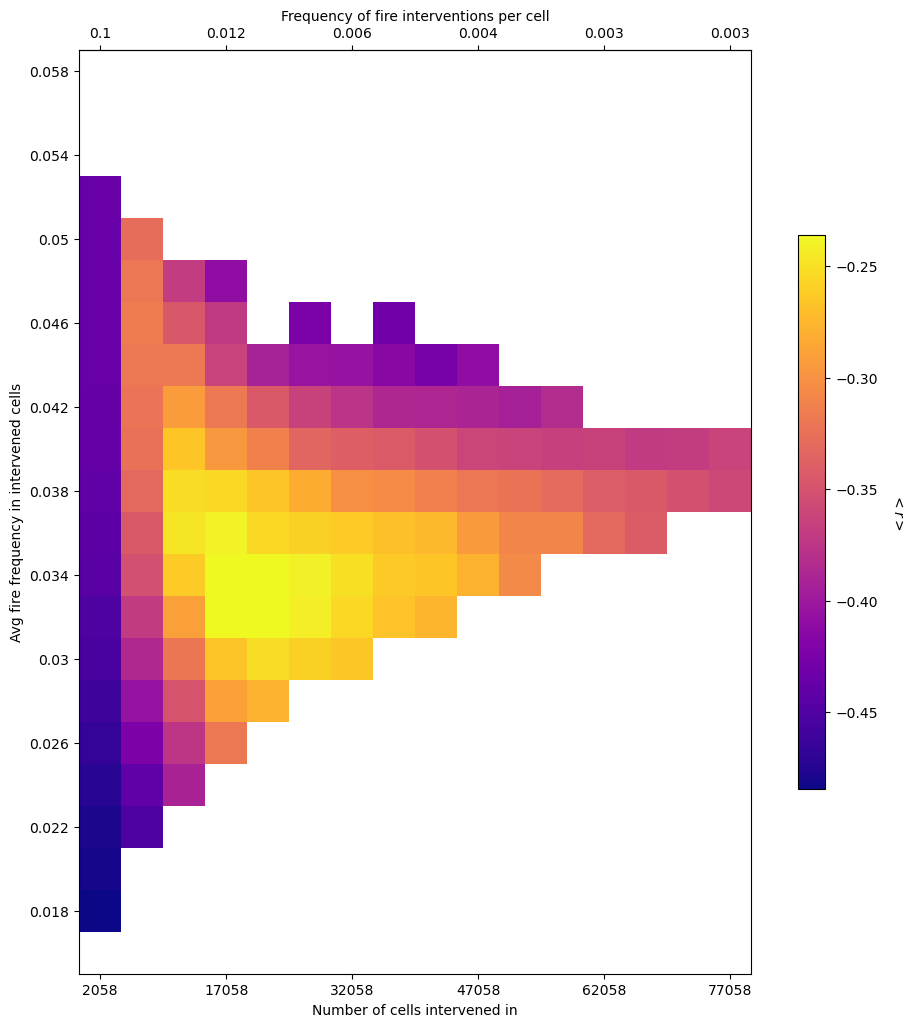 Frequency of fire interventions per cell
0.1 0.012 0.006 0.004 0.003 0.003
0.058
0.054
0.05
0.046
0.042
0.038
0.034
0.03
0.026
0.022
0.018
Avg fire frequency in intervened cells
2058 17058 32058 47058 62058 77058
Number of cells intervened in
−0.25
−0.30
−0.35
−0.40
−0.45
< r >